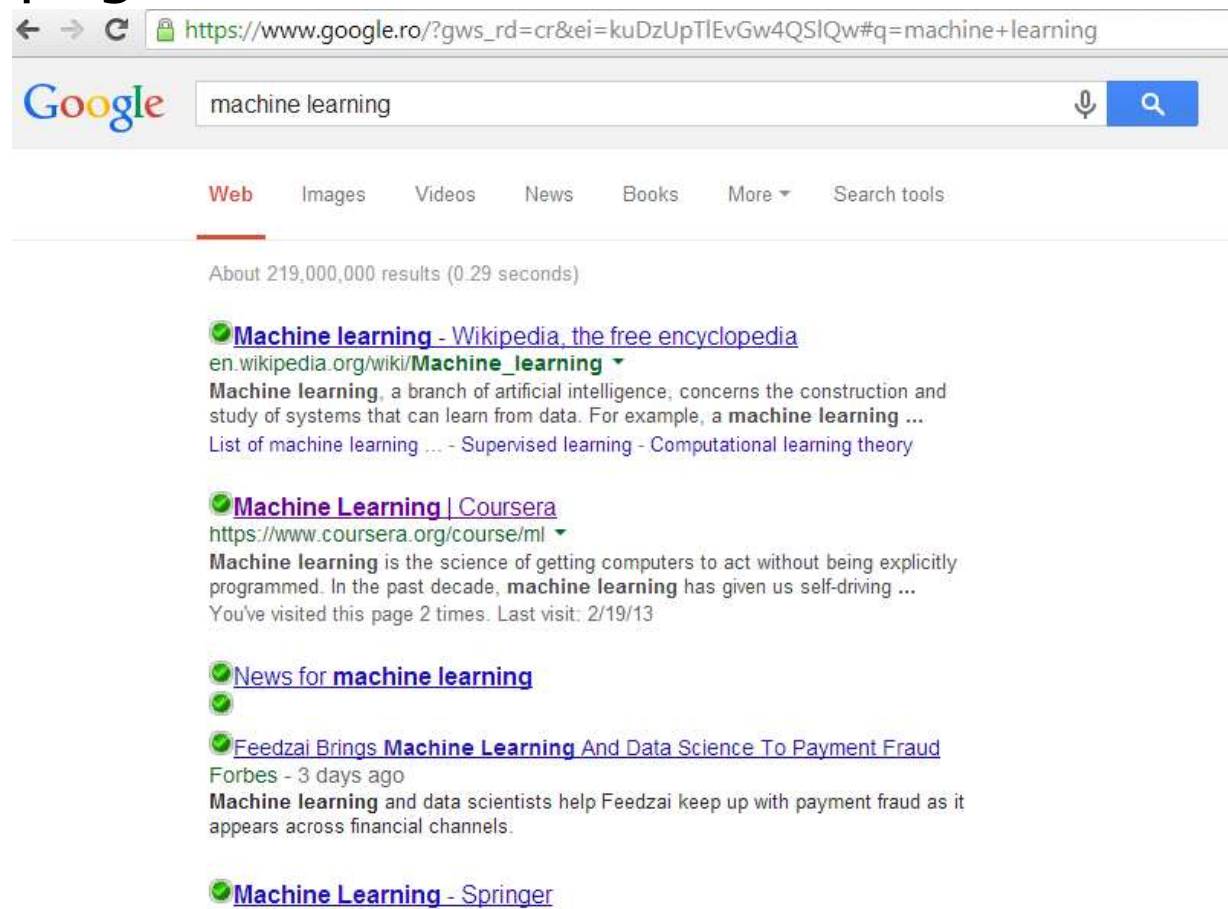 https://www.google.ro/?gws_rd=cr&ei=kuDzUpTlEvGw4QSlQw#q=machine+learning
Google machine learning
Web Images Videos News Books More Search tools
About 219,000,000 results (0.29 seconds)
Machine learning - Wikipedia, the free encyclopedia
en.wikipedia.org/wiki/Machine_learning
Machine learning, a branch of artificial intelligence, concerns the construction and
study of systems that can learn from data. For example, a machine learning ...
List of machine learning ... - Supervised learning - Computational learning theory
Machine Learning | Coursera
https://www.coursera.org/course/ml
Machine learning is the science of getting computers to act without being explicitly
programmed. In the past decade, machine learning has given us self-driving ...
You've visited this page 2 times. Last visit: 2/19/13
News for machine learning
Feedzai Brings Machine Learning And Data Science To Payment Fraud
Forbes - 3 days ago
Machine learning and data scientists help Feedzai keep up with payment fraud as it
appears across financial channels.
Machine Learning - Springer